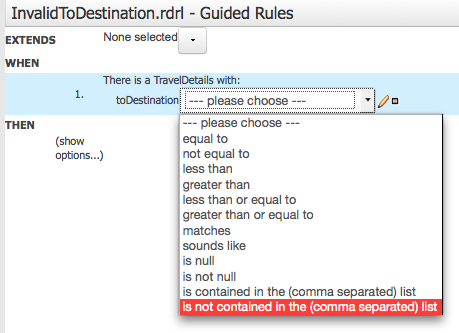 InvalidToDestination.rdrl - Guided Rules
EXTENDS None selected
WHEN
There is a TravelDetails with:
1.
toDestination --- please choose ---
THEN
(show
options...)
--- please choose ---
equal to
not equal to
less than
greater than
less than or equal to
greater than or equal to
matches
sounds like
is null
is not null
is contained in the (comma separated) list
is not contained in the (comma separated) list